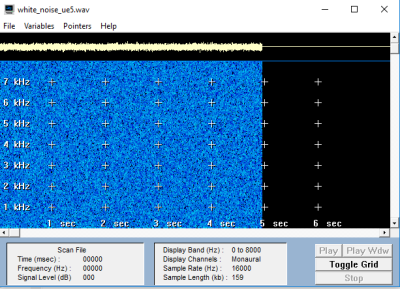 white_noise_ue5.wav
File Variables Pointers Help
7 kHz
6 kHz
5 kHz
4 kHz
3 kHz
2 kHz
1 kHz
1 sec 2 sec 3 sec 4 sec 5 sec 6 sec
Scan File
Time (msec) : 00000
Frequency (Hz) : 00000
Signal Level (dB) 000
Display Band (Hz) : 0 to 8000
Display Channels : Monaural
Sample Rate (Hz) : 16000
Sample Length (kb) : 159
Play Play Wdw
Toggle Grid
Stop